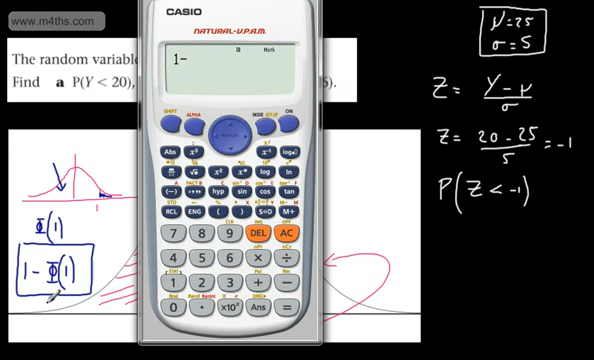 www.m4ths.com
The random variable
Find a P(Y < 20),
6).
CASIO
NATURAL-V.P.A.M.
Math
1-
SHIFT
ALPHA
MODE SETUP
ON
REPLAY
Abs
x³
x⁻¹
log
√
x²
log
ln
(−)
hyp
sin
cos
tan
RCL
ENG
(
)
S⇔D
M+
7
8
9
DEL
AC
4
5
6
×
÷
1
2
3
+
−
0
·
×10ˣ
Ans
=
μ=25
σ=5
Z = Y - μ / σ
Z = 20 - 25 / 5 = -1
P(Z < -1)
1
Φ(1)
1 - Φ(1)